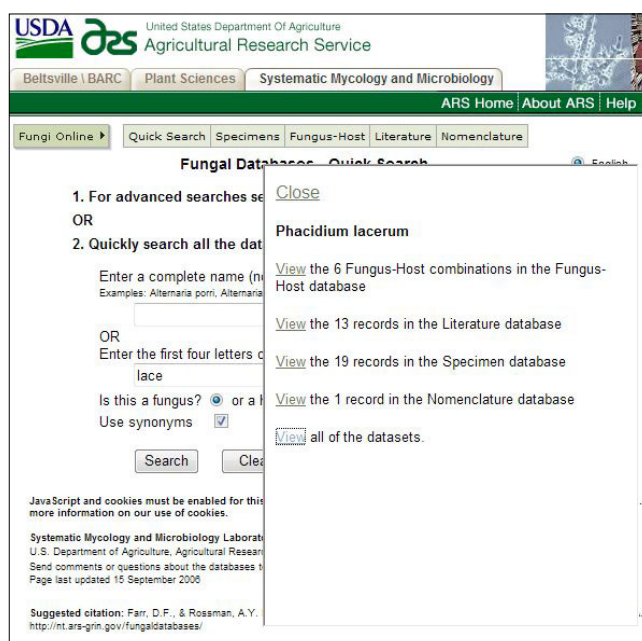 USDA ars United States Department Of Agriculture
Agricultural Research Service
Beltsville \ BARC Plant Sciences Systematic Mycology and Microbiology
ARS Home About ARS Help
Fungi Online Quick Search Specimens Fungus-Host Literature Nomenclature
Fungal Databases - Quick Search English
1. For advanced searches se
OR
2. Quickly search all the dat
Enter a complete name (n
Examples: Alternaria porri, Alternaria
OR
Enter the first four letters
lace
Is this a fungus? or a
Use synonyms
Search Clea
JavaScript and cookies must be enabled for this
more information on our use of cookies.
Systematic Mycology and Microbiology Laborat
U.S. Department of Agriculture, Agricultural Resear
Send comments or questions about the databases t
Page last updated 15 September 2006
Suggested citation: Farr, D.F., & Rossman, A.Y.
http://nt.ars-grin.gov/fungaldatabases/
Close
Phacidium lacerum
View the 6 Fungus-Host combinations in the Fungus-
Host database
View the 13 records in the Literature database
View the 19 records in the Specimen database
View the 1 record in the Nomenclature database
View all of the datasets.